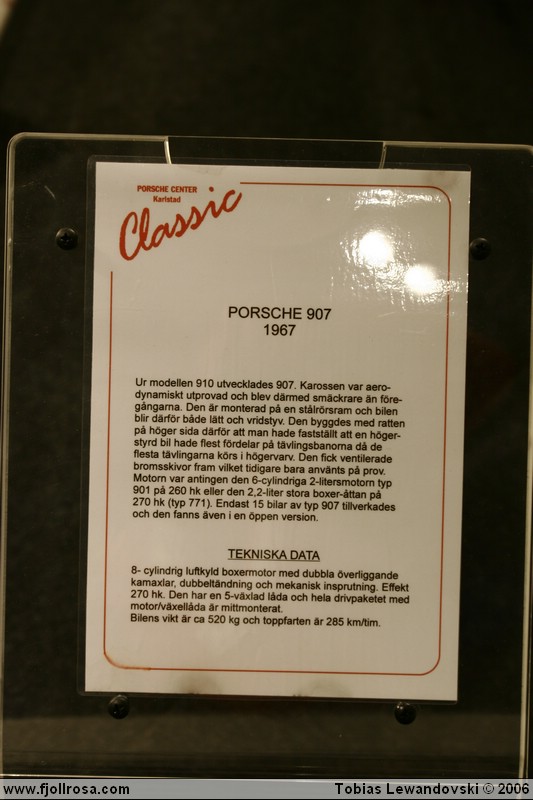 PORSCHE CENTER
Karlstad
Classic
PORSCHE 907
1967
Ur modellen 910 utvecklades 907. Karossen var aero-
dynamiskt utprovad och blev därmed smäckrare än före-
gångarna. Den är monterad på en stålrörsram och bilen
blir därför både lätt och vridstyv. Den byggdes med ratten
på höger sida därför att man hade fastställt att en höger-
styrd bil hade flest fördelar på tävlingsbanorna då de
flesta tävlingarna körs i högervarv. Den fick ventilerade
bromsskivor fram vilket tidigare bara använts på prov.
Motorn var antingen den 6-cylindriga 2-litersmotorn typ
901 på 260 hk eller den 2,2-liter stora boxer-åttan på
270 hk (typ 771). Endast 15 bilar av typ 907 tillverkades
och den fanns även i en öppen version.
TEKNISKA DATA
8- cylindrig luftkyld boxermotor med dubbla överliggande
kamaxlar, dubbeltändning och mekanisk insprutning. Effekt
270 hk. Den har en 5-växlad låda och hela drivpaketet med
motor/växellåda är mittmonterat.
Bilens vikt är ca 520 kg och toppfarten är 285 km/tim.
www.fjollrosa.com
Tobias Lewandovski © 2006